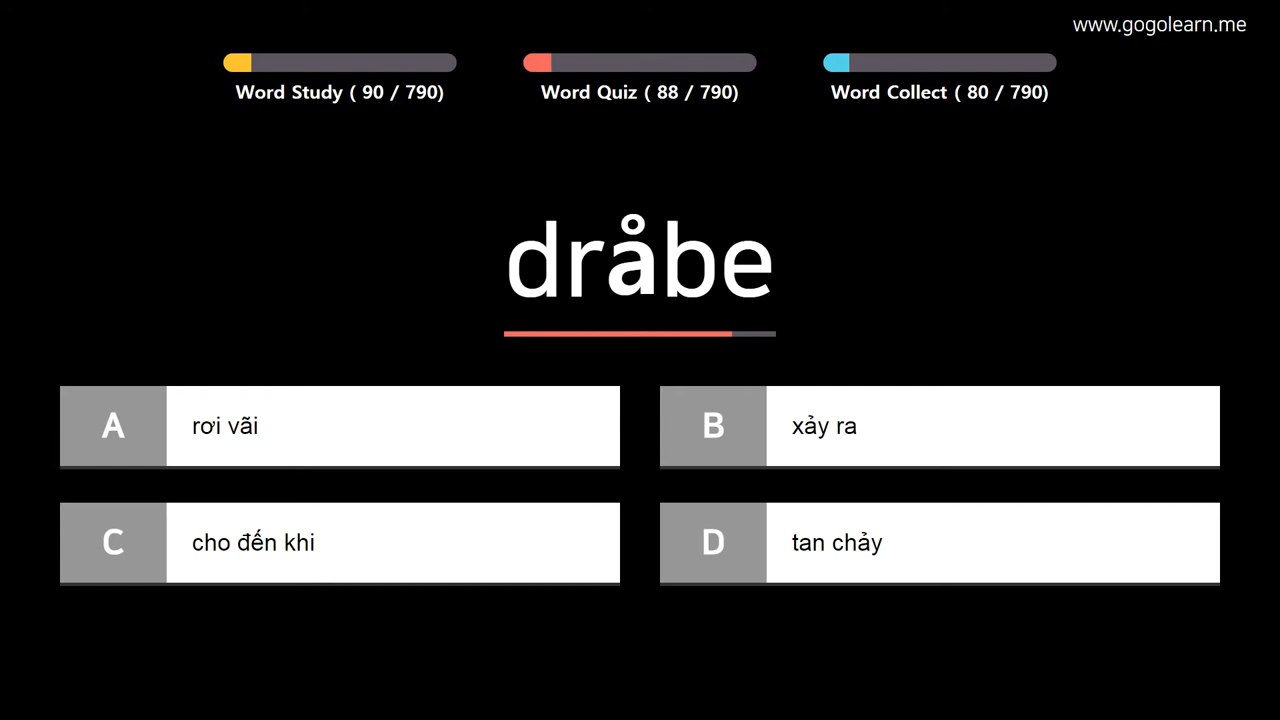 www.gogolearn.me
Word Study ( 90 / 790)
Word Quiz ( 88 / 790)
Word Collect ( 80 / 790)
dråbe
A rơi vãi
B xảy ra
C cho đến khi
D tan chảy